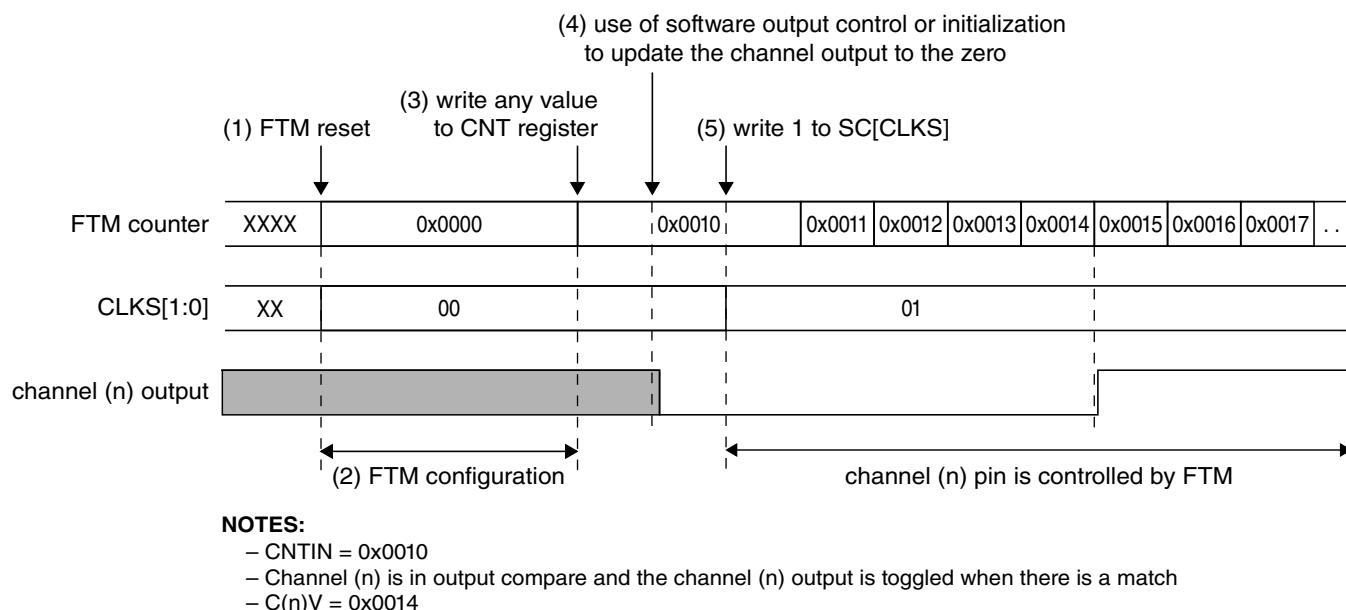 (4) use of software output control or initialization
to update the channel output to the zero
(3) write any value
to CNT register
(1) FTM reset
(5) write 1 to SC[CLKS]
FTM counter XXXX 0x0000 0x0010 0x0011 0x0012 0x0013 0x0014 0x0015 0x0016 0x0017 . .
CLKS[1:0] XX 00 01
channel (n) output
(2) FTM configuration
channel (n) pin is controlled by FTM
NOTES:
– CNTIN = 0x0010
– Channel (n) is in output compare and the channel (n) output is toggled when there is a match
– C(n)V = 0x0014